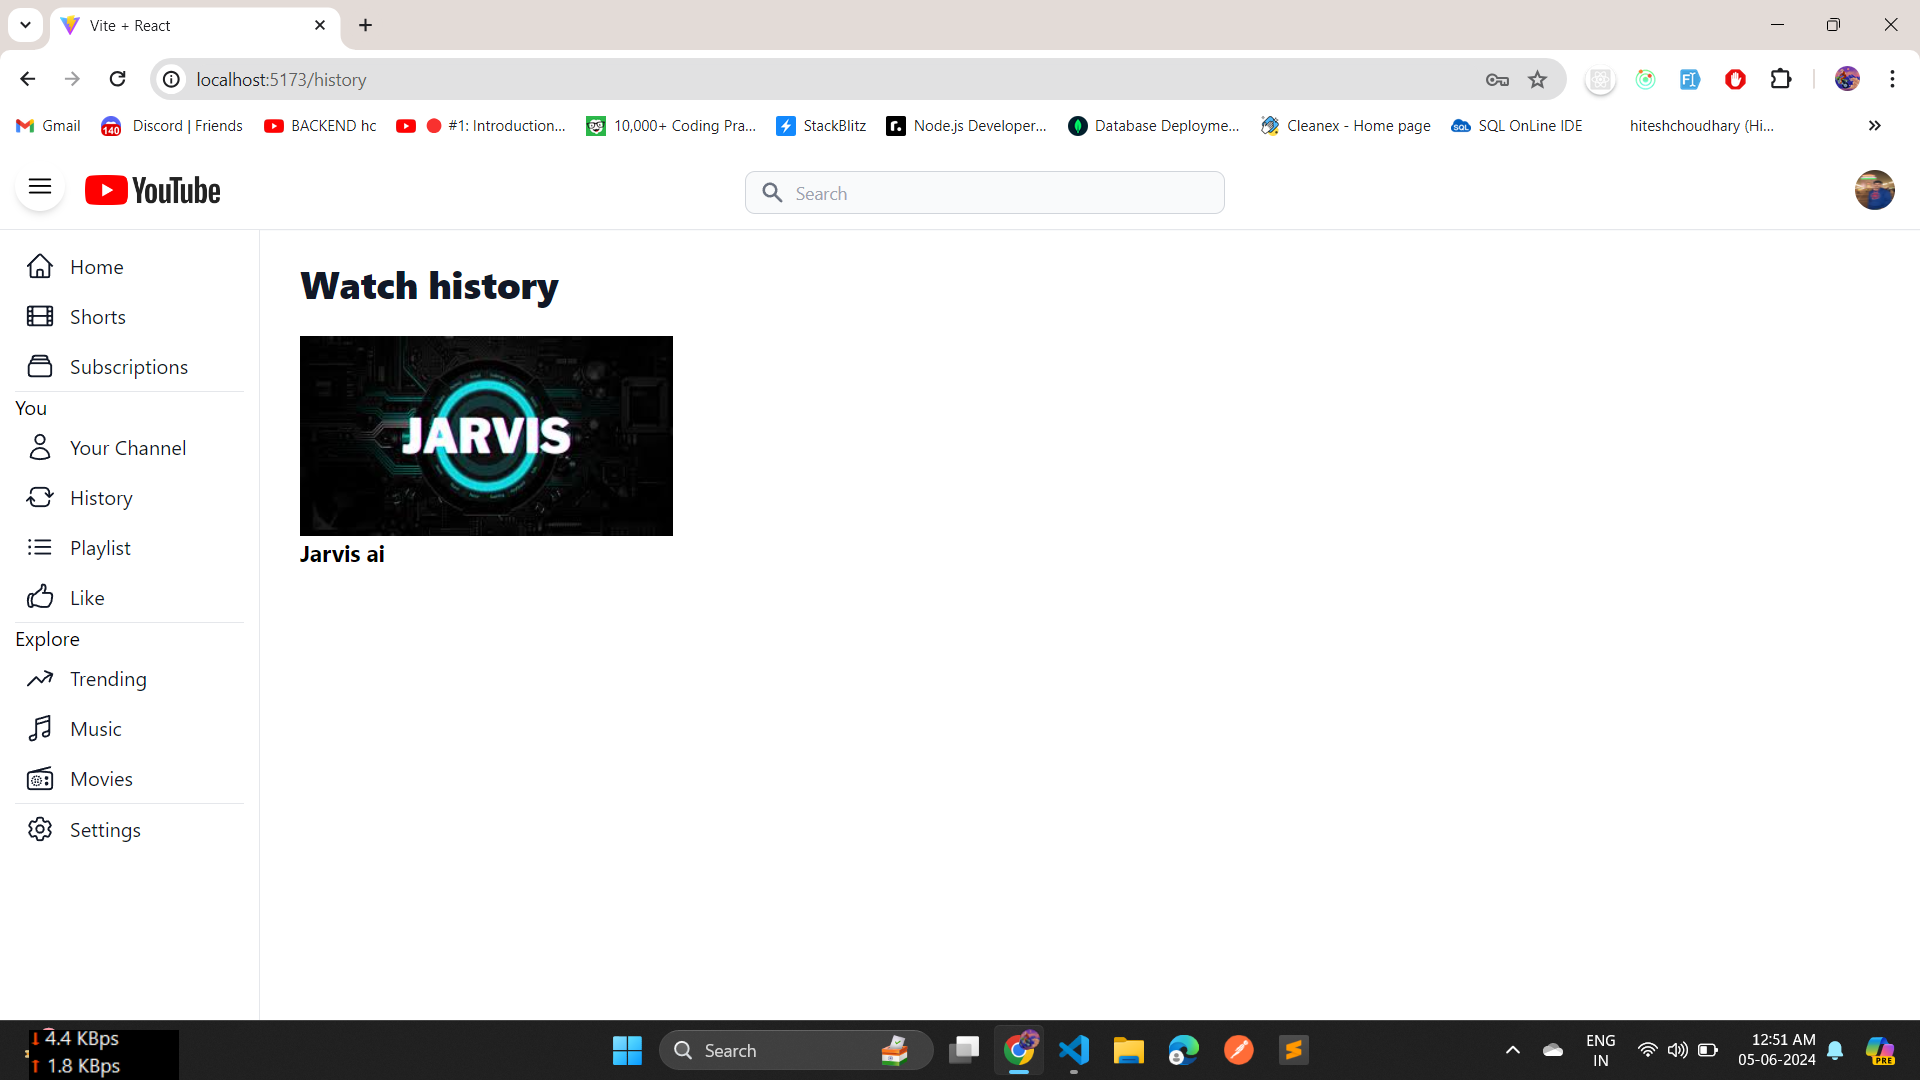 Vite + React
localhost:5173/history
Gmail
140
Discord | Friends
BACKEND hc
#1: Introduction...
10,000+ Coding Pra...
StackBlitz
Node.js Developer...
Database Deployme...
Cleanex - Home page
SQL
SQL OnLine IDE
hiteshchoudhary (Hi...
YouTube
Search
Home
Shorts
Subscriptions
You
Your Channel
History
Playlist
Like
Explore
Trending
Music
Movies
Settings
Watch history
JARVIS
Jarvis ai
4.4 KBps
1.8 KBps
Search
ENG
IN
12:51 AM
05-06-2024
PRE